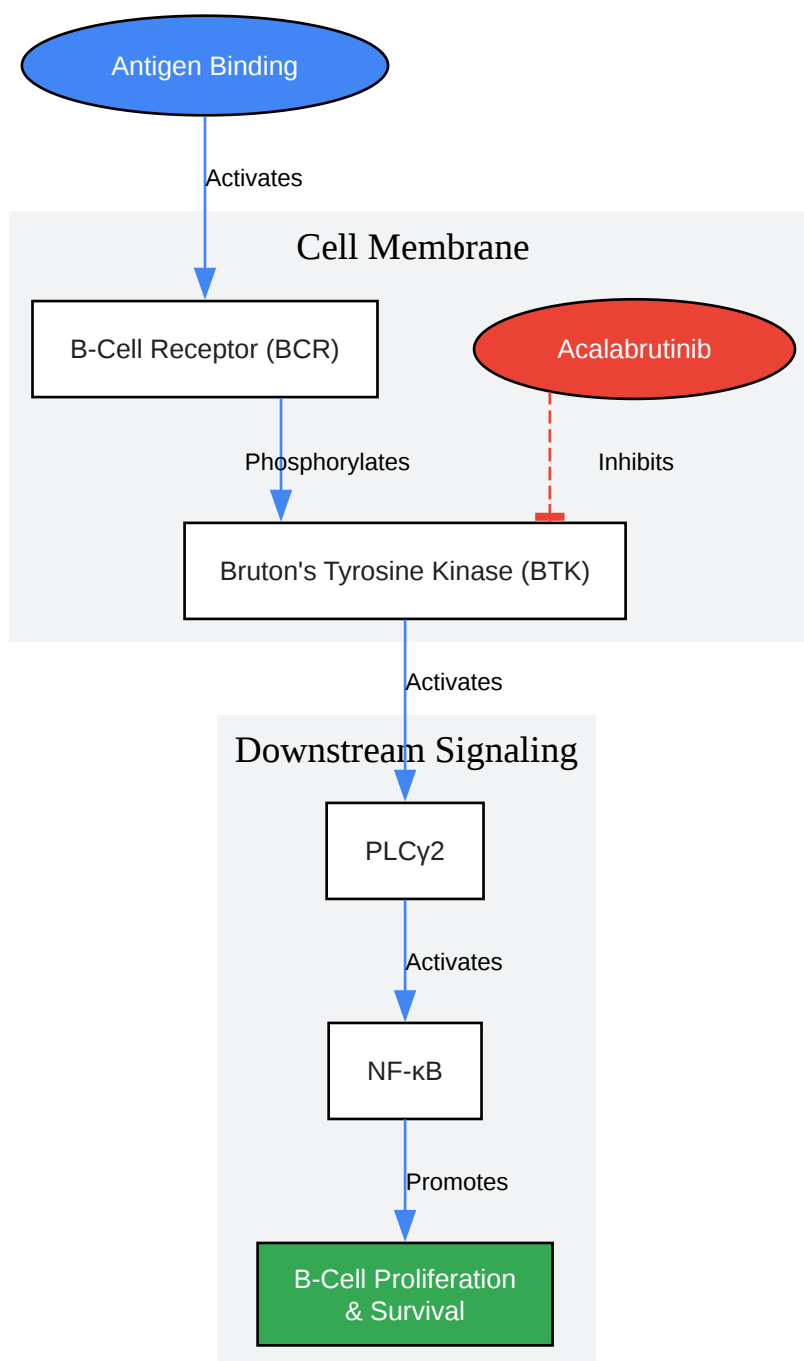 Antigen Binding
Activates
Cell Membrane
B-Cell Receptor (BCR)
Acalabrutinib
Phosphorylates
Inhibits
Bruton's Tyrosine Kinase (BTK)
Activates
Downstream Signaling
PLCγ2
Activates
NF-κB
Promotes
B-Cell Proliferation
& Survival